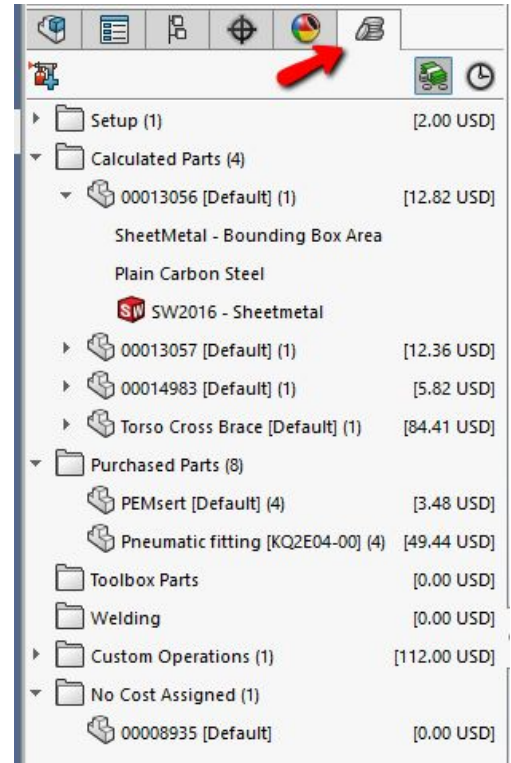 Setup (1) [2.00 USD]
Calculated Parts (4)
00013056 [Default] (1) [12.82 USD]
SheetMetal - Bounding Box Area
Plain Carbon Steel
SW SW2016 - Sheetmetal
00013057 [Default] (1) [12.36 USD]
00014983 [Default] (1) [5.82 USD]
Torso Cross Brace [Default] (1) [84.41 USD]
Purchased Parts (8)
PEMsert [Default] (4) [3.48 USD]
Pneumatic fitting [KQ2E04-00] (4) [49.44 USD]
Toolbox Parts [0.00 USD]
Welding [0.00 USD]
Custom Operations (1) [112.00 USD]
No Cost Assigned (1)
00008935 [Default] [0.00 USD]